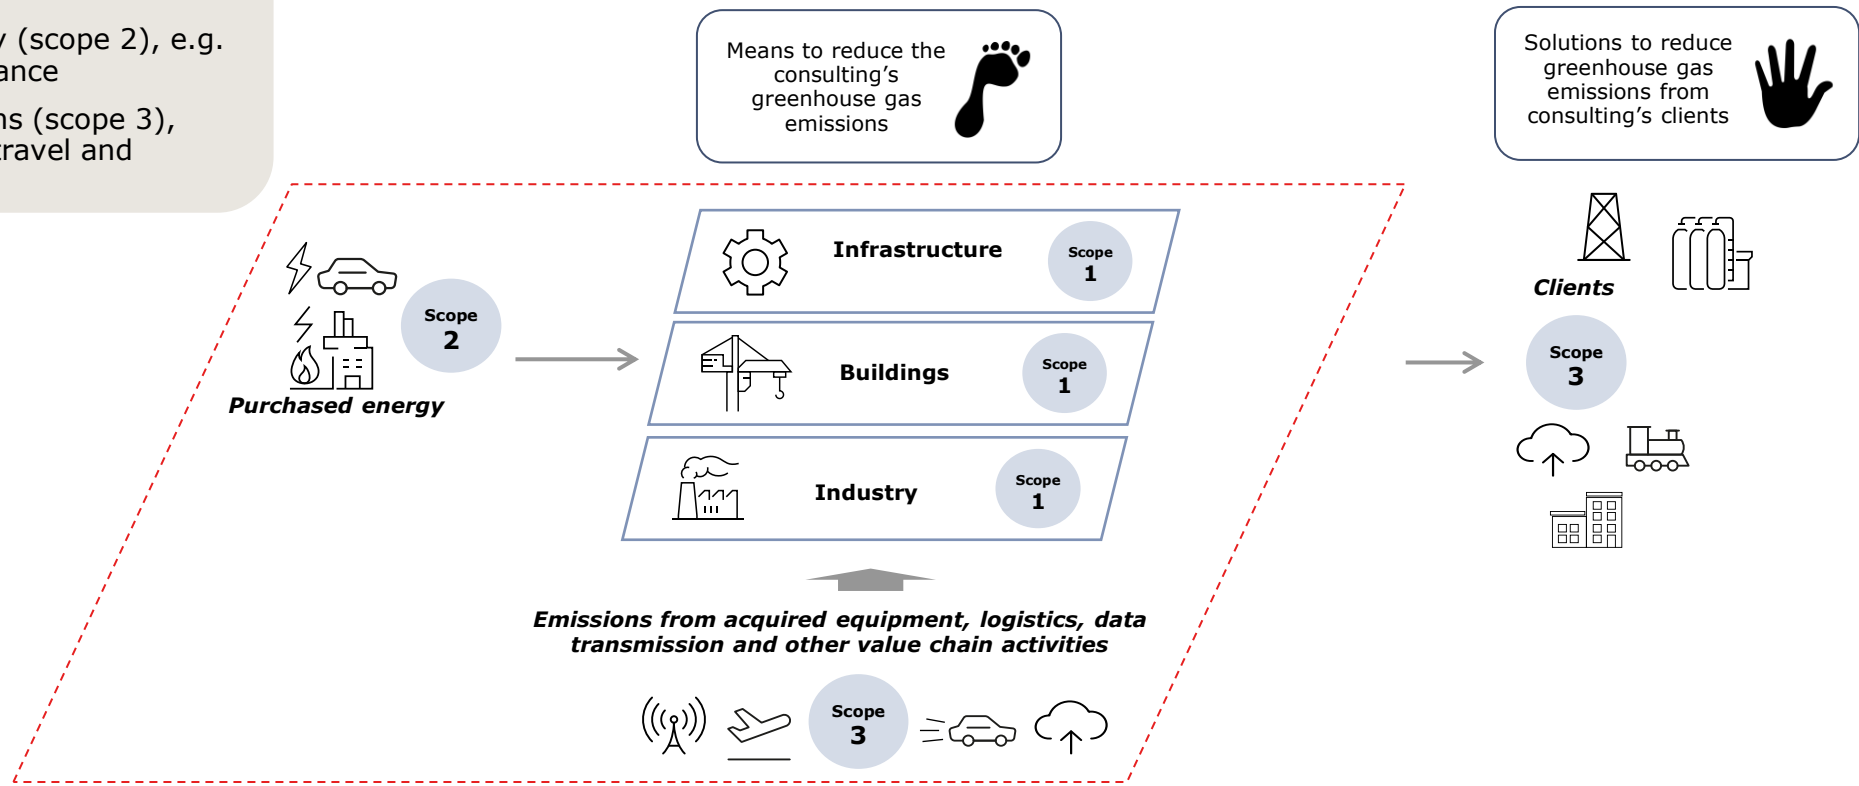 y (scope 2), e.g.
ance
ns (scope 3),
travel and
Means to reduce the
consulting’s
greenhouse gas
emissions
Solutions to reduce
greenhouse gas
emissions from
consulting’s clients
Infrastructure
Scope
1
Scope
2
Purchased energy
Buildings
Scope
1
Industry
Scope
1
Clients
Scope
3
Emissions from acquired equipment, logistics, data
transmission and other value chain activities
Scope
3